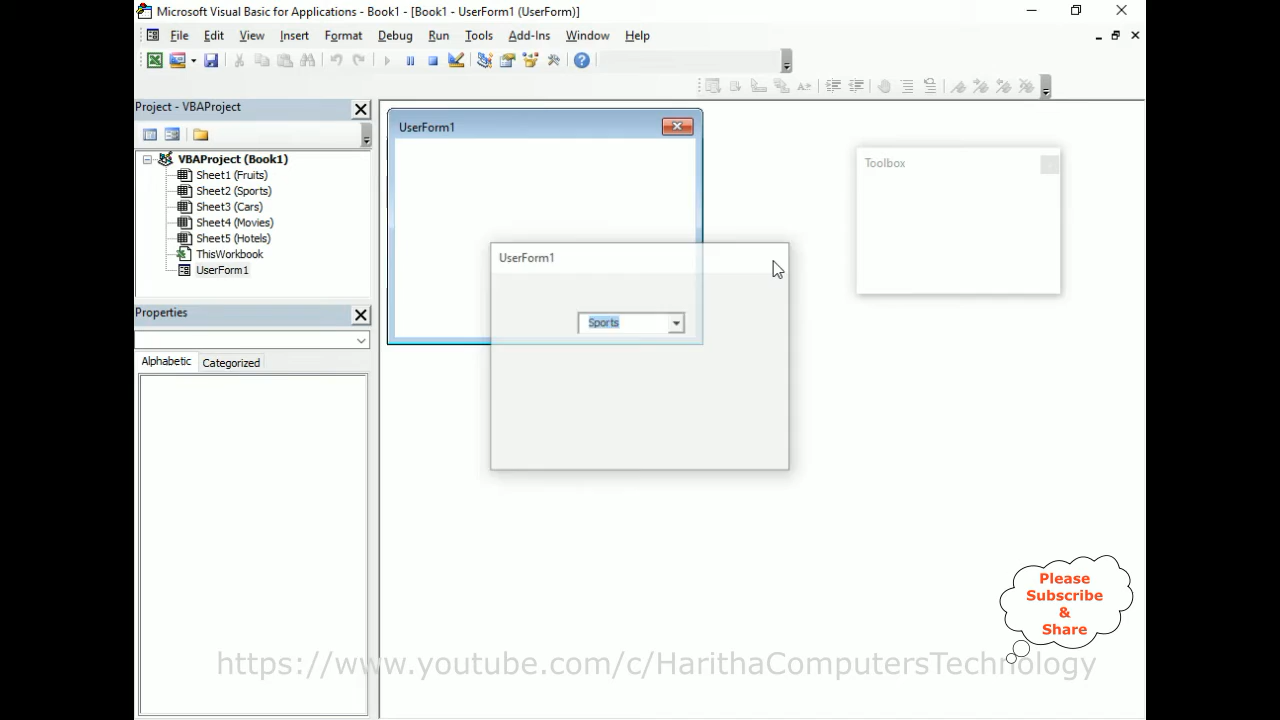 Microsoft Visual Basic for Applications - Book1 - [Book1 - UserForm1 (UserForm)]
File Edit View Insert Format Debug Run Tools Add-Ins Window Help
Project - VBAProject
VBAProject (Book1)
Sheet1 (Fruits)
Sheet2 (Sports)
Sheet3 (Cars)
Sheet4 (Movies)
Sheet5 (Hotels)
ThisWorkbook
UserForm1
Properties
Alphabetic Categorized
UserForm1
UserForm1
Sports
Toolbox
Please
Subscribe
&
Share
https://www.youtube.com/c/HarithaComputersTechnology